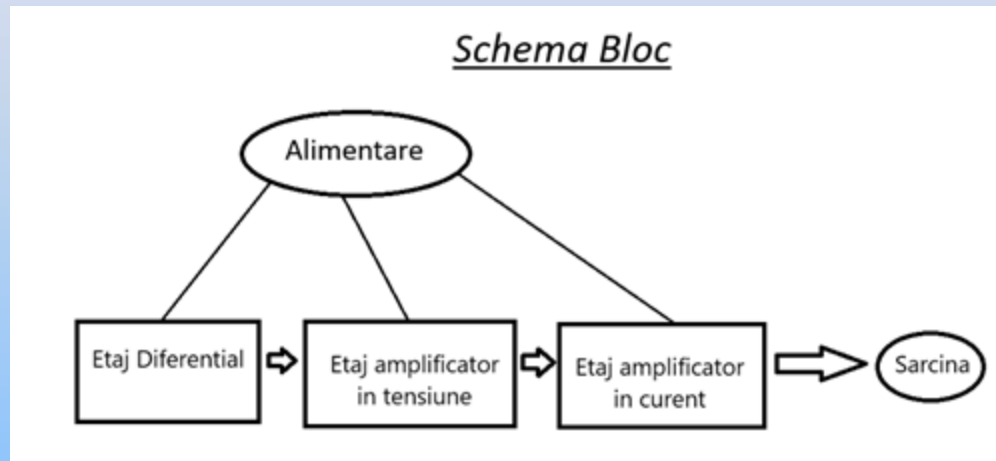 Schema Bloc
Alimentare
Etaj Diferential
Etaj amplificator
in tensiune
Etaj amplificator
in curent
Sarcina